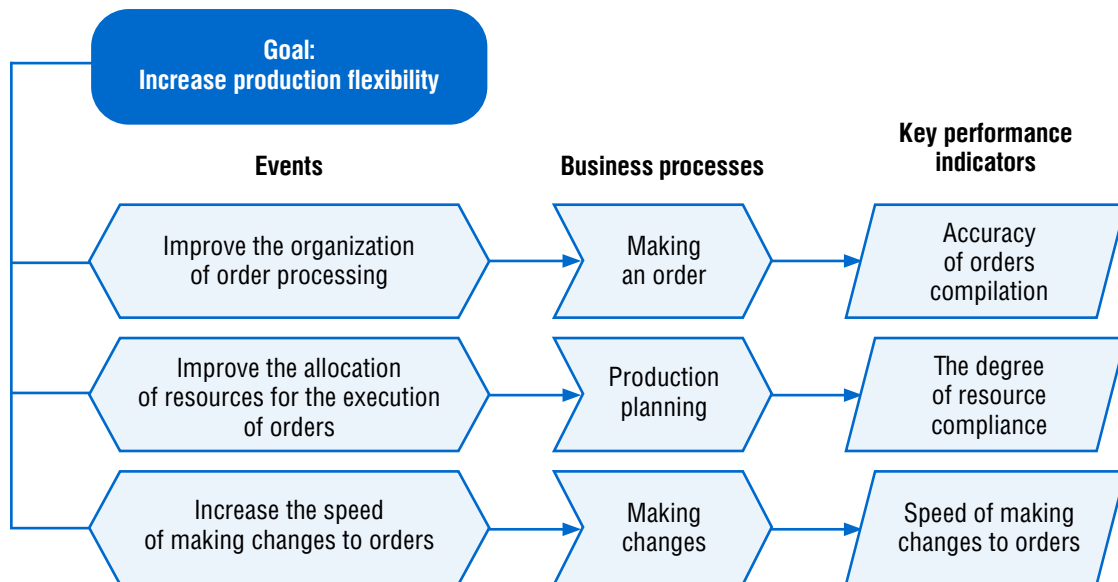 Goal:
Increase production flexibility
Events
Business processes
Key performance
indicators
Improve the organization
of order processing
Making
an order
Accuracy
of orders
compilation
Improve the allocation
of resources for the execution
of orders
Production
planning
The degree
of resource
compliance
Increase the speed
of making changes to orders
Making
changes
Speed of making
changes to orders